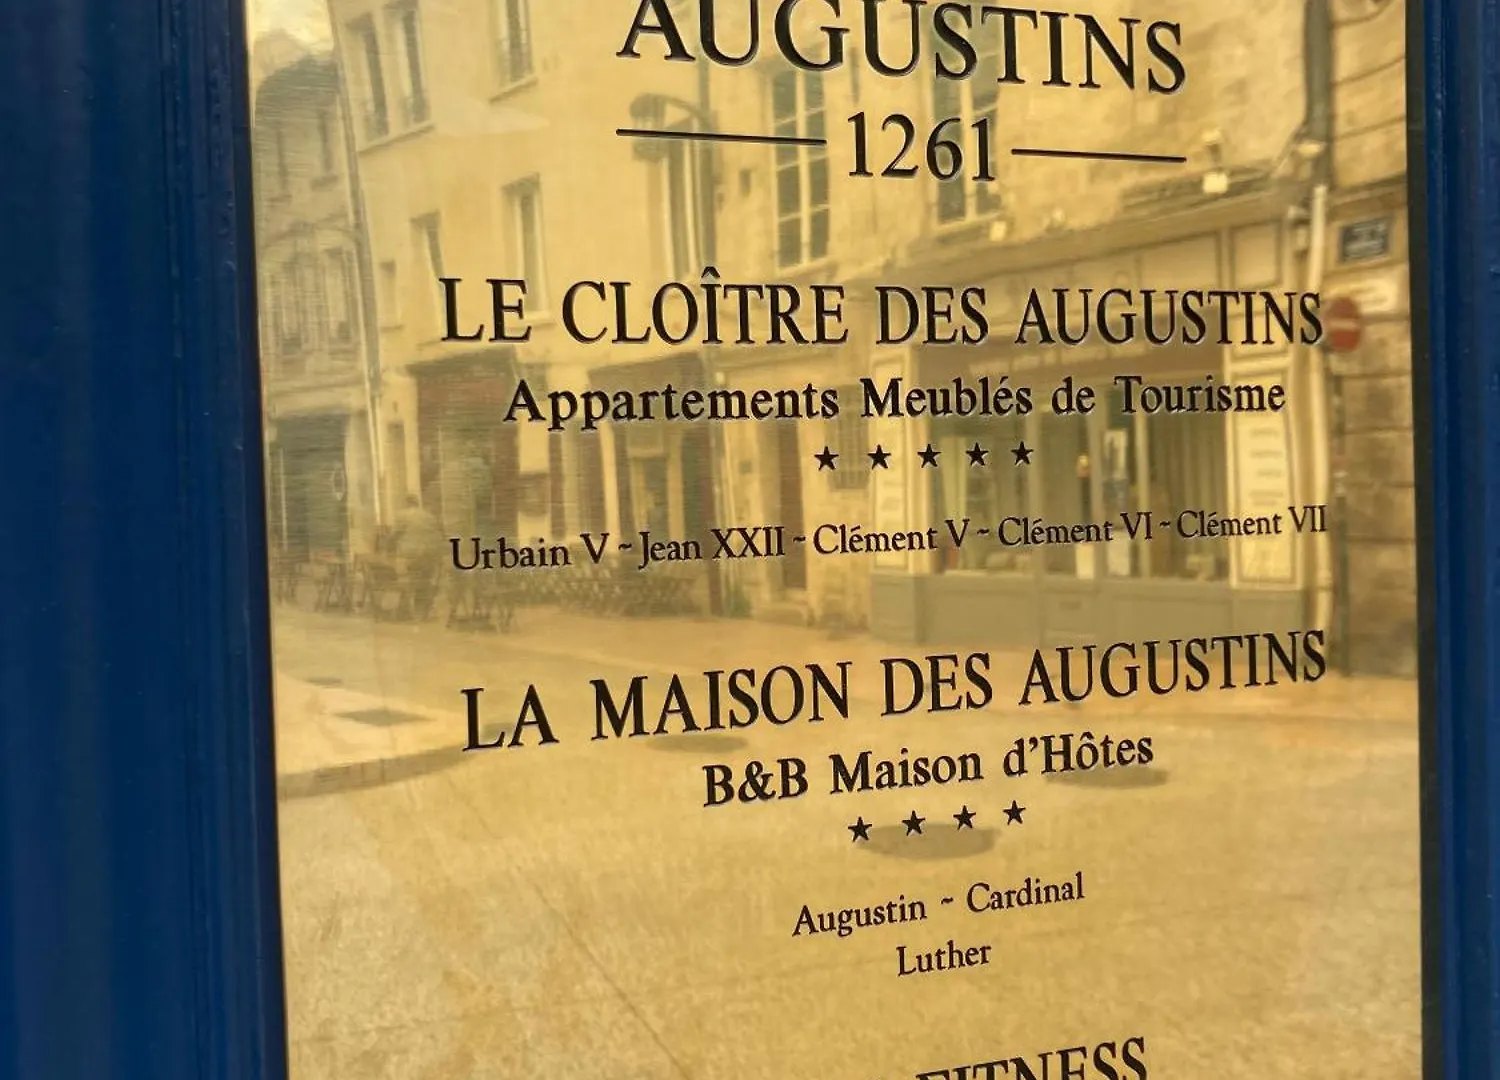 AUGUSTINS
1261
LE CLOÎTRE DES AUGUSTINS
Appartements Meublés de Tourisme
★ ★ ★ ★ ★
Urbain V ~ Jean XXII ~ Clément V ~ Clément VI ~ Clément VII
LA MAISON DES AUGUSTINS
B&B Maison d'Hôtes
★ ★ ★ ★
Augustin ~ Cardinal
Luther
FITNESS